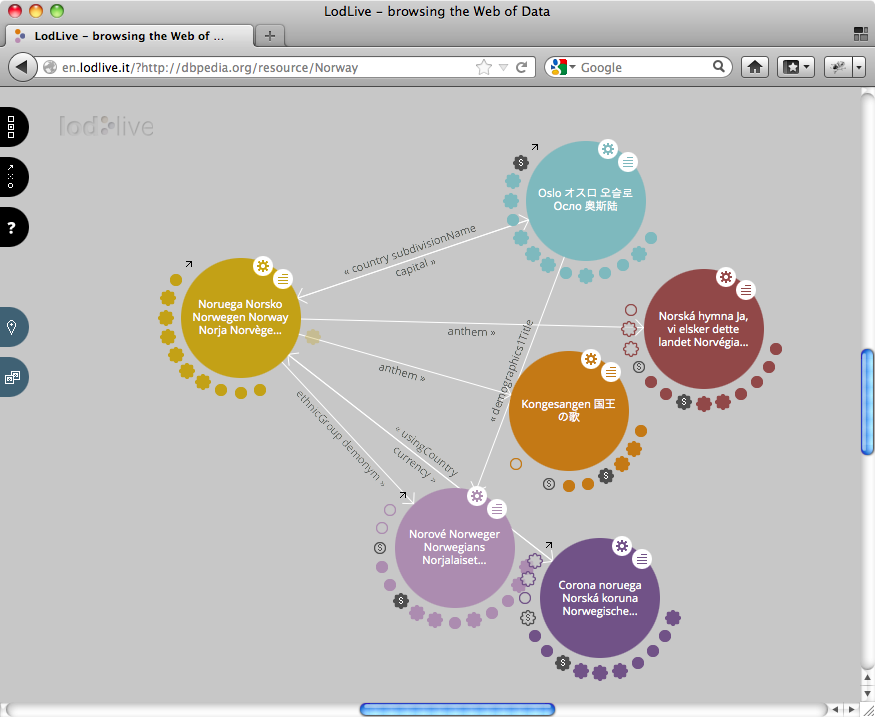 LodLive - browsing the Web of Data
LodLive - browsing the Web of ...
en.lodlive.it/?http://dbpedia.org/resource/Norway
Google
lodlive
?
Oslo オスロ 오슬로
Осло 奥斯陆
« country subdivisionName
capital »
Noruega Norsko
Norwegen Norway
Norja Norvège...
anthem »
Norská hymna Ja,
vi elsker dette
landet Norvégia...
anthem »
« demographics1Title
Kongesangen 国王
の歌
ethnicGroup demonym »
« usingCountry
currency »
Norové Norweger
Norwegians
Norjalaiset...
Corona noruega
Norská koruna
Norwegische...